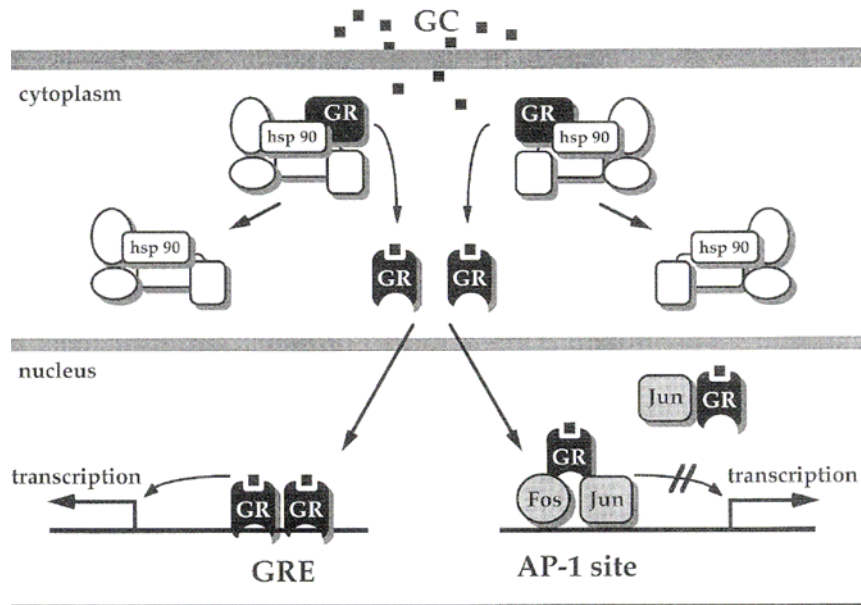 GC
cytoplasm
GR
hsp 90
GR
hsp 90
hsp 90
GR
GR
hsp 90
nucleus
Jun
GR
transcription
GR
GR
GR
Fos
Jun
transcription
GRE
AP-1 site